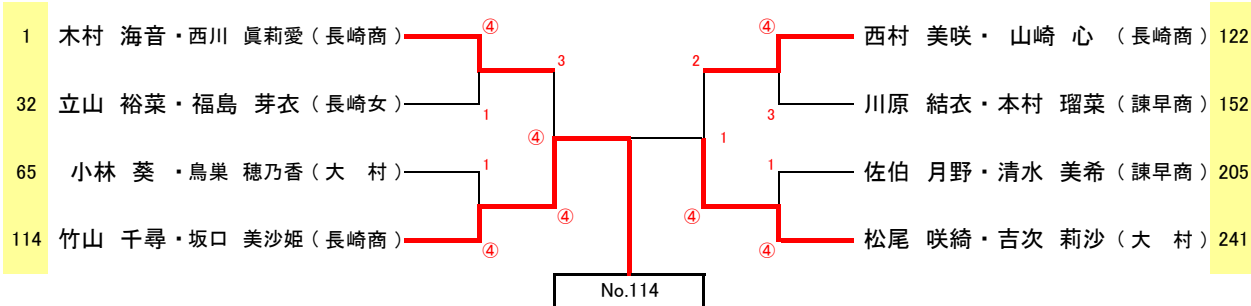 ④ ④
1 木村 海音・西川 眞莉愛 ( 長崎商 ) 西村 美咲・ 山崎 心 ( 長崎商 ) 122
3 2
32 立山 裕菜・福島 芽衣 ( 長崎女 ) 川原 結衣・本村 瑠菜 ( 諫早商 ) 152
1 3
④ 1
65 小林 葵 ・鳥巣 穂乃香 ( 大 村 ) 1 1 佐伯 月野・清水 美希 ( 諫早商 ) 205
④ ④
114 竹山 千尋・坂口 美沙姫 ( 長崎商 ) 松尾 咲綺・吉次 莉沙 ( 大 村 ) 241
④ ④
No.114